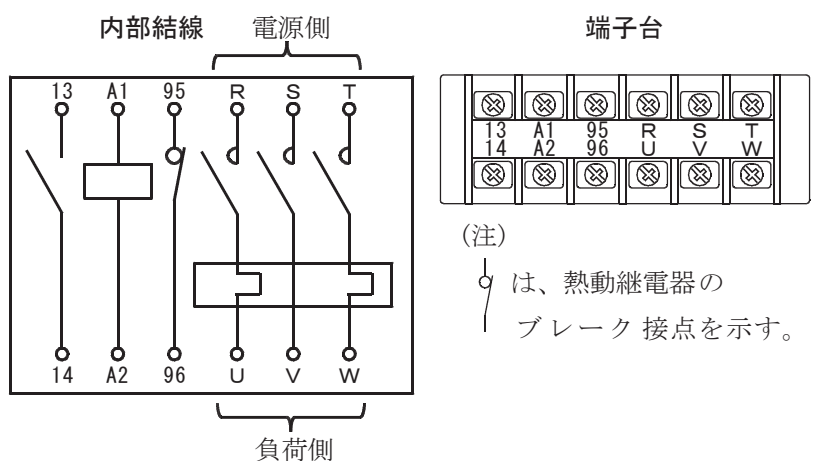 内部結線
電源側
13 A1 95 R S T
14 A2 96 U V W
負荷側
端子台
13 A1 95 R S T
14 A2 96 U V W
(注)
は、熱動継電器の
ブレーク接点を示す。